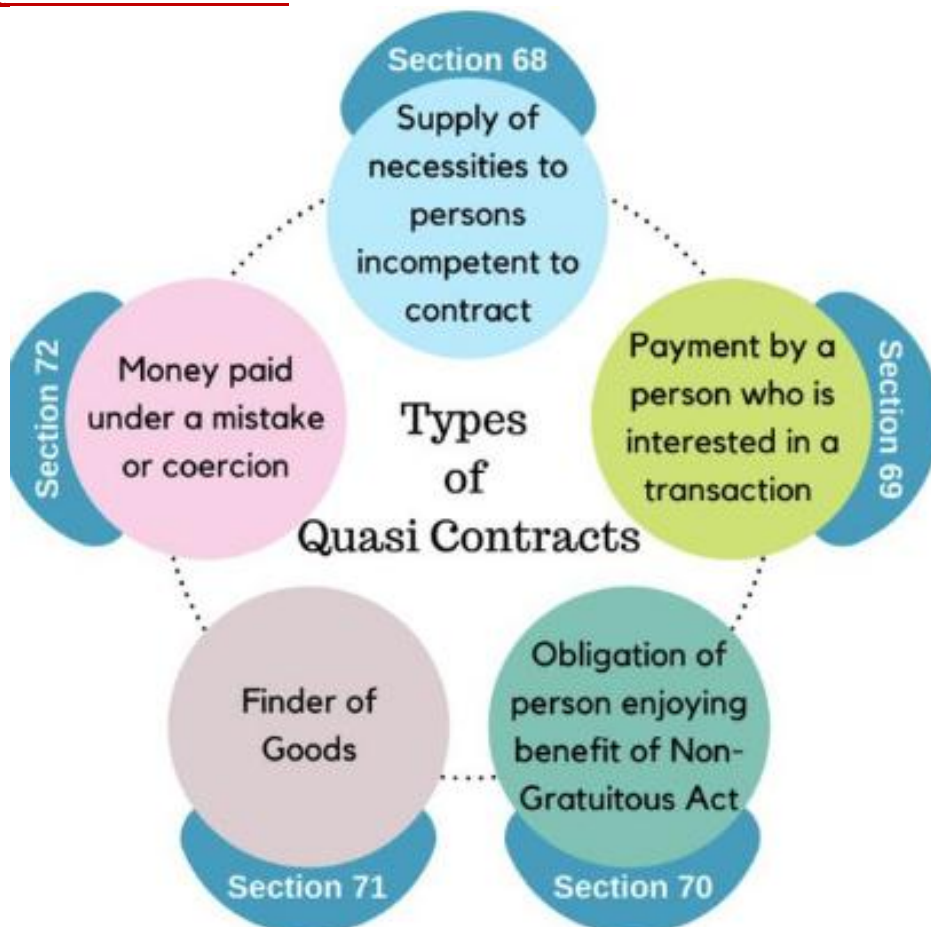 Section 68
Supply of
necessities to
persons
incompetent to
contract
Section 69
Payment by a
person who is
interested in a
transaction
Section 70
Obligation of
person enjoying
benefit of Non-
Gratuitous Act
Section 71
Finder of
Goods
Section 72
Money paid
under a mistake
or coercion
Types
of
Quasi Contracts